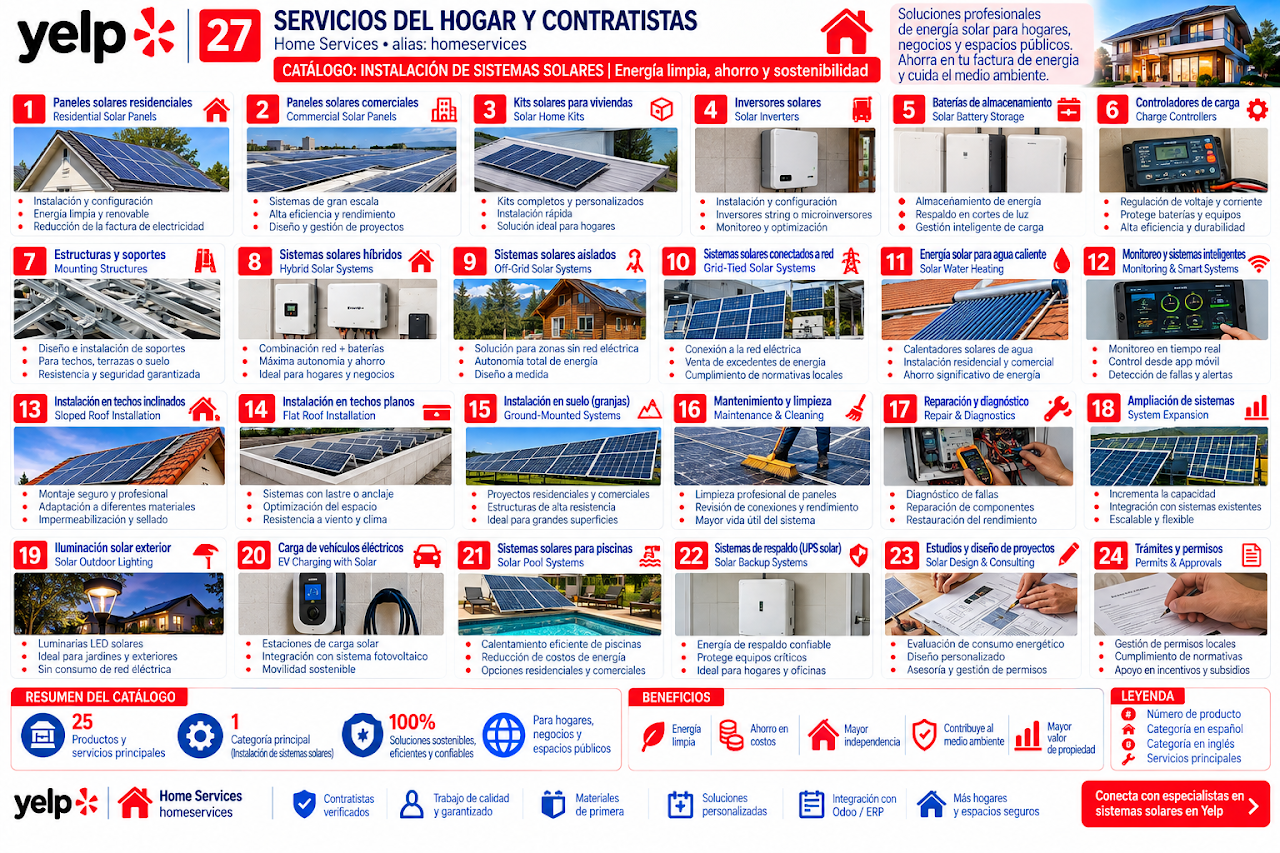 yelp
27
SERVICIOS DEL HOGAR Y CONTRATISTAS
Home Services • alias: homeservices
CATÁLOGO: INSTALACIÓN DE SISTEMAS SOLARES | Energía limpia, ahorro y sostenibilidad
Soluciones profesionales
de energía solar para hogares,
negocios y espacios públicos.
Ahorra en tu factura de energía
y cuida el medio ambiente.
1
Paneles solares residenciales
Residential Solar Panels
• Instalación y configuración
• Energía limpia y renovable
• Reducción de la factura de electricidad
2
Paneles solares comerciales
Commercial Solar Panels
• Sistemas de gran escala
• Alta eficiencia y rendimiento
• Diseño y gestión de proyectos
3
Kits solares para viviendas
Solar Home Kits
• Kits completos y personalizados
• Instalación rápida
• Solución ideal para hogares
4
Inversores solares
Solar Inverters
• Instalación y configuración
• Inversores string o microinversores
• Monitoreo y optimización
5
Baterías de almacenamiento
Solar Battery Storage
• Almaceñamiento de energía
• Respaldo en cortes de luz
• Gestión inteligente de carga
6
Controladores de carga
Charge Controllers
• Regulación de voltaje y corriente
• Protege baterías y equipos
• Alta eficiencia y durabilidad
7
Estructuras y soportes
Mounting Structures
• Diseño e instalación de soportes
• Para techos, terrazas o suelo
• Resistencia y seguridad garantizada
8
Sistemas solares híbridos
Hybrid Solar Systems
• Combinación red + baterías
• Máxima autonomía y ahorro
• Ideal para hogares y negocios
9
Sistemas solares aislados
Off-Grid Solar Systems
• Solución para zonas sin red eléctrica
• Autonomía total de energía
• Diseño a medida
10
Sistemas solares conectados a red
Grid-Tied Solar Systems
• Conexión a la red eléctrica
• Venta de excedentes de energía
• Cumplimiento de normativas locales
11
Energía solar para agua caliente
Solar Water Heating
• Calentadores solares de agua
• Instalación residencial y comercial
• Ahorro significativo de energía
12
Monitoreo y sistemas inteligentes
Monitoring & Smart Systems
• Monitoreo en tiempo real
• Control desde app móvil
• Detección de fallas y alertas
13
Instalación en techos inclinados
Sloped Roof Installation
• Montaje seguro y profesional
• Adaptación a diferentes materiales
• Impermeabilización y sellado
14
Instalación en techos planos
Flat Roof Installation
• Sistemas con lastre o anclaje
• Optimización del espacio
• Resistencia a viento y clima
15
Instalación en suelo (granjas)
Ground-Mounted Systems
• Proyectos residenciales y comerciales
• Estructuras de alta resistencia
• Ideal para grandes superficies
16
Mantenimiento y limpieza
Maintenance & Cleaning
• Limpieza profesional de paneles
• Revisión de conexiones y rendimiento
• Mayor vida útil del sistema
17
Reparación y diagnóstico
Repair & Diagnostics
• Diagnóstico de fallas
• Reparación de componentes
• Restauración del rendimiento
18
Ampliación de sistemas
System Expansion
• Incrementa la capacidad
• Integración con sistemas existentes
• Escalable y flexible
19
Iluminación solar exterior
Solar Outdoor Lighting
• Luminarias LED solares
• Ideal para jardines y exteriores
• Sin consumo de red eléctrica
20
Carga de vehículos eléctricos
EV Charging with Solar
• Estaciones de carga solar
• Integración con sistema fotovoltaico
• Movilidad sostenible
21
Sistemas solares para piscinas
Solar Pool Systems
• Calentamiento eficiente de piscinas
• Reducción de costos de energía
• Opciones residenciales y comerciales
22
Sistemas de respaldo (UPS solar)
Solar Backup Systems
• Energía de respaldo confiable
• Protege equipos críticos
• Ideal para hogares y oficinas
23
Estudios y diseño de proyectos
Solar Design & Consulting
• Evaluación de consumo energético
• Diseño personalizado
• Asesoría y gestión de permisos
24
Trámites y permisos
Permits & Approvals
• Gestión de permisos locales
• Cumplimiento de normativas
• Apoyo en incentivos y subsidios
RESUMEN DEL CATÁLOGO
25
Productos y
servicios principales
1
Categoría principal
(Instalación de sistemas solares)
100%
Soluciones sostenibles,
eficientes y confiables
Para hogares,
negocios y
espacios públicos
BENEFICIOS
Energía
limpia
Ahorro en
costos
Mayor
independencia
Contribuye al
medio ambiente
Mayor
valor
de propiedad
LEYENDA
Número de producto
Categoría en español
Categoría en inglés
Servicios principales
yelp
Home Services
homeservices
Contratistas
verificados
Trabajo de calidad
y garantizado
Materiales
de primera
Soluciones
personalizadas
Integración con
Odoo / ERP
Más hogares
y espacios seguros
Conecta con especialistas en
sistemas solares en Yelp